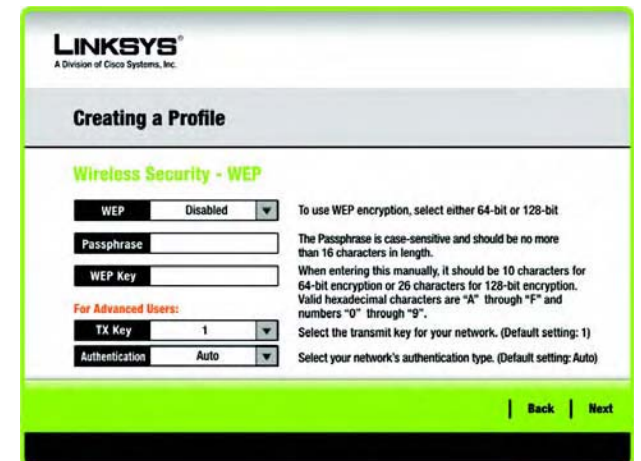 LINKSYS®
A Division of Cisco Systems, Inc.
Creating a Profile
Wireless Security - WEP
WEP Disabled To use WEP encryption, select either 64-bit or 128-bit
Passphrase The Passphrase is case-sensitive and should be no more
than 16 characters in length.
WEP Key When entering this manually, it should be 10 characters for
64-bit encryption or 26 characters for 128-bit encryption.
Valid hexadecimal characters are "A" through "F" and
numbers "0" through "9".
For Advanced Users:
TX Key 1 Select the transmit key for your network. (Default setting: 1)
Authentication Auto Select your network's authentication type. (Default setting: Auto)
Back Next